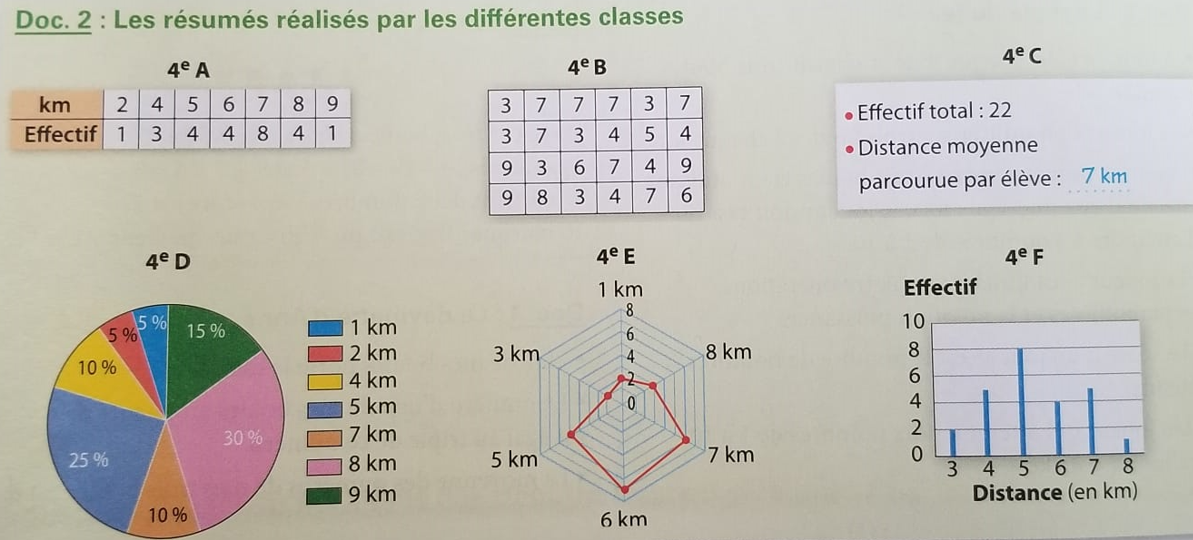 Doc. 2 : Les résumés réalisés par les différentes classes
4e A
km 2 4 5 6 7 8 9
Effectif 1 3 4 4 8 4 1
4e B
3 7 7 7 3 7
3 7 3 4 5 4
9 3 6 7 4 9
9 8 3 4 7 6
4e C
• Effectif total : 22
• Distance moyenne
parcourue par élève : 7 km
4e D
5 % 15 %
5 %
10 %
30 %
25 %
10 %
1 km
2 km
4 km
5 km
7 km
8 km
9 km
4e E
1 km
8
6
3 km 4 8 km
2
0
5 km 7 km
6 km
4e F
Effectif
10
8
6
4
2
0
3 4 5 6 7 8
Distance (en km)